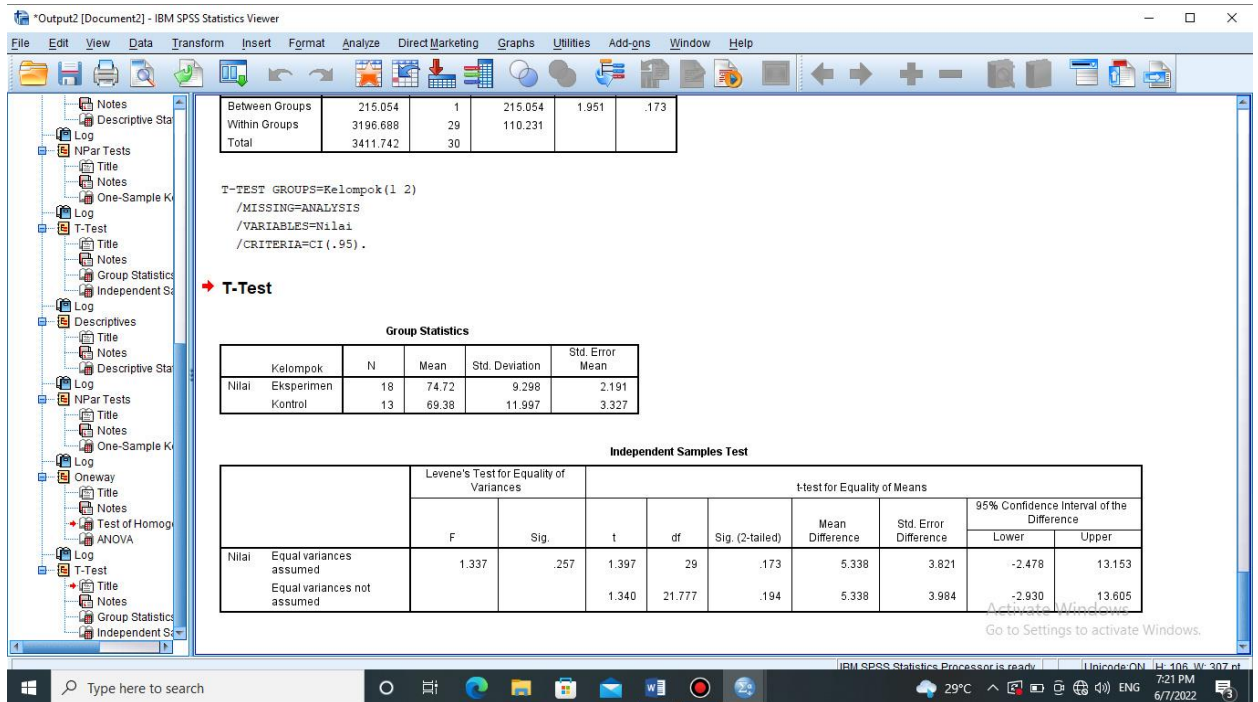 *Output2 [Document2] - IBM SPSS Statistics Viewer
File Edit View Data Transform Insert Format Analyze Direct Marketing Graphs Utilities Add-ons Window Help
Notes
Descriptive Sta
Log
NPar Tests
Title
Notes
One-Sample K
Log
T-Test
Title
Notes
Group Statistics
Independent Sa
Log
Descriptives
Title
Notes
Descriptive Sta
Log
NPar Tests
Title
Notes
One-Sample K
Log
Oneway
Title
Notes
Test of Homog
ANOVA
Log
T-Test
Title
Notes
Group Statistics
Independent Sa
Between Groups 215.054 1 215.054 1.951 .173
Within Groups 3196.688 29 110.231
Total 3411.742 30
T-TEST GROUPS=Kelompok(1 2)
/MISSING=ANALYSIS
/VARIABLES=Nilai
/CRITERIA=CI(.95).
T-Test
Group Statistics
Kelompok N Mean Std. Deviation Std. Error Mean
Nilai Eksperimen 18 74.72 9.298 2.191
Kontrol 13 69.38 11.997 3.327
Independent Samples Test
Levene's Test for Equality of Variances
t-test for Equality of Means
F Sig. t df Sig. (2-tailed) Mean Difference Std. Error Difference
95% Confidence Interval of the Difference
Lower Upper
Nilai Equal variances assumed 1.337 .257 1.397 29 .173 5.338 3.821 -2.478 13.153
Equal variances not assumed 1.340 21.777 .194 5.338 3.984 -2.930 13.605
Activate Windows
Go to Settings to activate Windows.
IBM SPSS Statistics Processor is ready Unicode:ON H: 106, W: 307 pt
Type here to search
29°C ENG 7:21 PM
6/7/2022
3